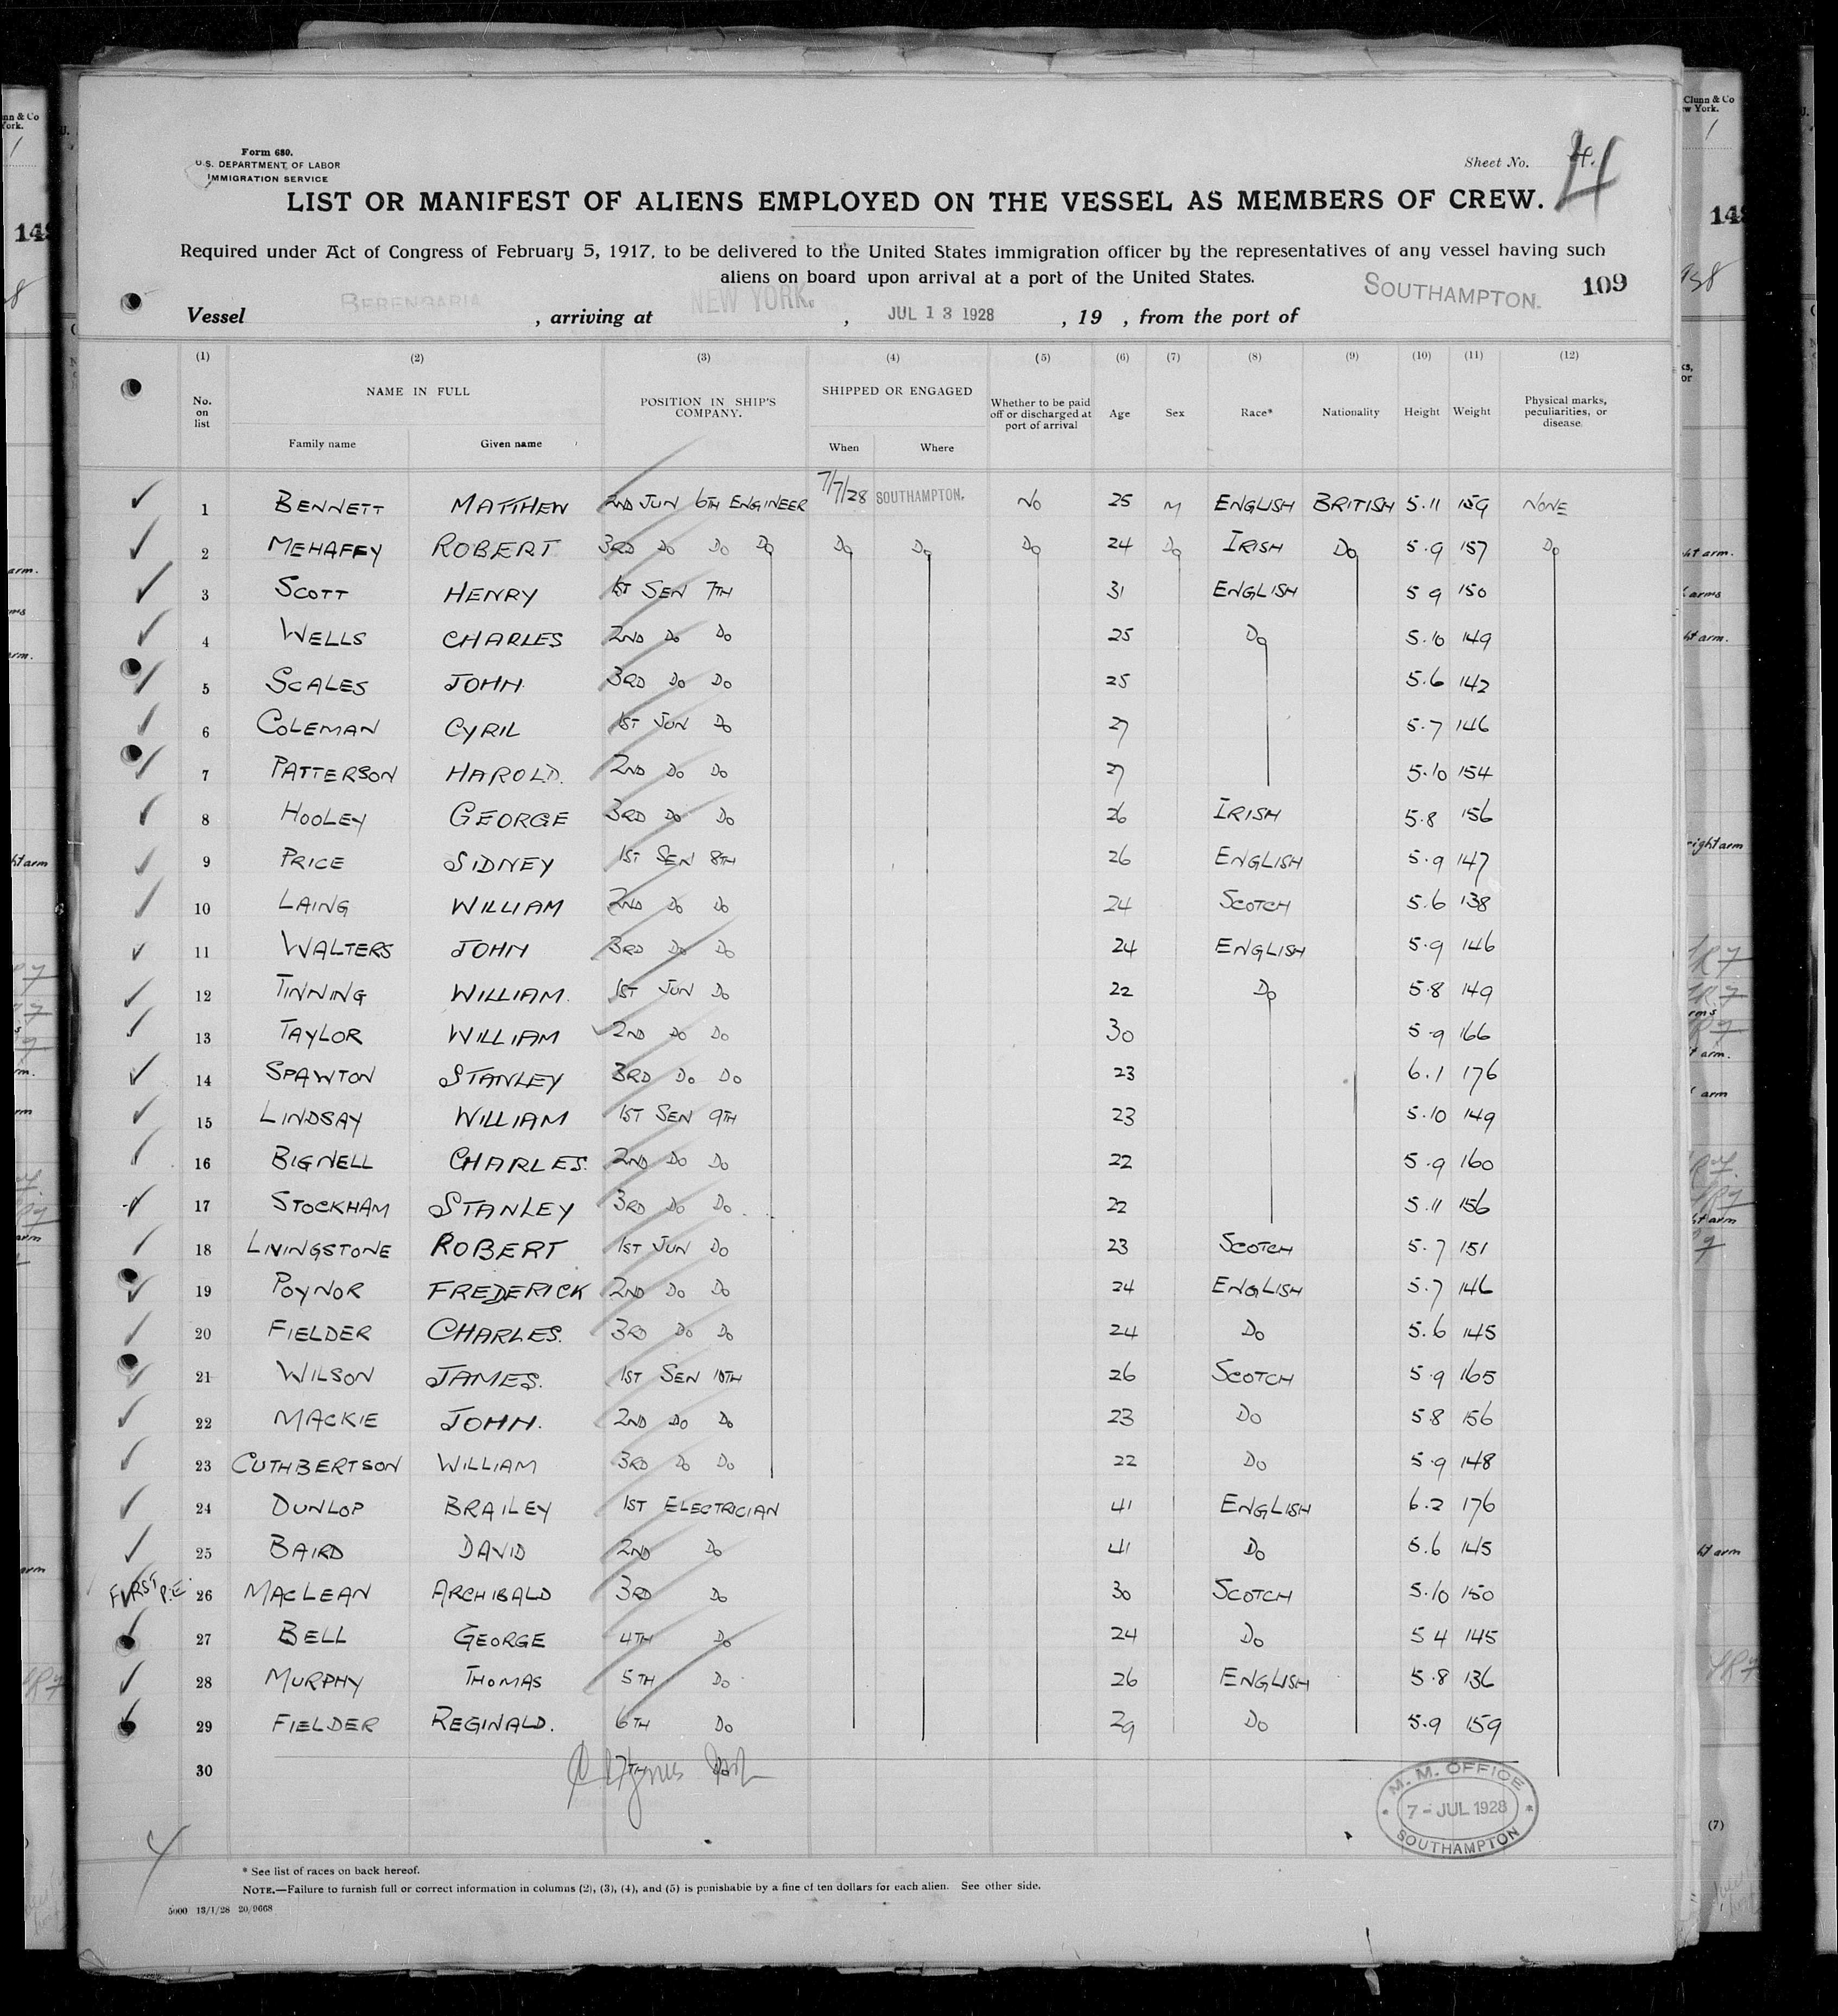 Form 680.
U.S. DEPARTMENT OF LABOR
IMMIGRATION SERVICE
Sheet No. 4.
4
LIST OR MANIFEST OF ALIENS EMPLOYED ON THE VESSEL AS MEMBERS OF CREW.
Required under Act of Congress of February 5, 1917, to be delivered to the United States immigration officer by the representatives of any vessel having such
aliens on board upon arrival at a port of the United States.
109
Vessel BERENGARIA, arriving at NEW YORK., JUL 13 1928, 19 , from the port of SOUTHAMPTON.
(1) (2) (3) (4) (5) (6) (7) (8) (9) (10) (11) (12)
No. on list NAME IN FULL POSITION IN SHIP'S COMPANY. SHIPPED OR ENGAGED Whether to be paid off or discharged at port of arrival Age Sex Race* Nationality Height Weight Physical marks, peculiarities, or disease.
Family name Given name When Where
1 BENNETT MATTHEW 2ND JUN 6TH ENGINEER 7/7/28 SOUTHAMPTON. NO 25 M ENGLISH BRITISH 5.11 159 NONE
2 MEHAFFY ROBERT 3RD DO DO DO DO DO DO 24 DO IRISH DO 5.9 157 DO
3 SCOTT HENRY 1ST SEN 7TH 31 ENGLISH 5 9 150
4 WELLS CHARLES 2ND DO DO 25 DO 5.10 149
5 SCALES JOHN 3RD DO DO 25 5.6 142
6 COLEMAN CYRIL 1ST JUN DO 27 5.7 146
7 PATTERSON HAROLD. 2ND DO DO 27 5.10 154
8 HOOLEY GEORGE 3RD DO DO 26 IRISH 5.8 156
9 PRICE SIDNEY 1ST SEN 8TH 26 ENGLISH 5.9 147
10 LAING WILLIAM 2ND DO DO 24 SCOTCH 5.6 138
11 WALTERS JOHN 3RD DO DO 24 ENGLISH 5.9 146
12 TINNING WILLIAM. 1ST JUN DO 22 DO 5.8 149
13 TAYLOR WILLIAM 2ND DO DO 30 5.9 166
14 SPAWTON STANLEY 3RD DO DO 23 6.1 176
15 LINDSAY WILLIAM 1ST SEN 9TH 23 5.10 149
16 BIGNELL CHARLES. 2ND DO DO 22 5.9 160
17 STOCKHAM STANLEY 3RD DO DO. 22 5.11 156
18 LIVINGSTONE ROBERT 1ST JUN DO 23 SCOTCH 5.7 151
19 POYNOR FREDERICK 2ND DO DO 24 ENGLISH 5.7 146
20 FIELDER CHARLES. 3RD DO DO 24 DO 5.6 145
21 WILSON JAMES. 1ST SEN 10TH 26 SCOTCH 5.9 165
22 MACKIE JOHN. 2ND DO DO 23 DO 5 8 156
23 CUTHBERTSON WILLIAM 3RD DO DO 22 DO 5.9 148
24 DUNLOP BRAILEY 1ST ELECTRICIAN 41 ENGLISH 6.2 176
25 BAIRD DAVID 2ND DO 41 DO 5.6 145
FIRST P.E. 26 MACLEAN ARCHIBALD 3RD DO 30 SCOTCH 5.10 150
27 BELL GEORGE 4TH DO 24 DO 5 4 145
28 MURPHY THOMAS 5TH DO 26 ENGLISH 5.8 136
29 FIELDER REGINALD. 6TH DO 29 DO 5.9 159
30 7TH
M. M. OFFICE
7 - JUL 1928
SOUTHAMPTON
4
* See list of races on back hereof.
NOTE.—Failure to furnish full or correct information in columns (2), (3), (4), and (5) is punishable by a fine of ten dollars for each alien. See other side.
5000 13/1/28 20/9668